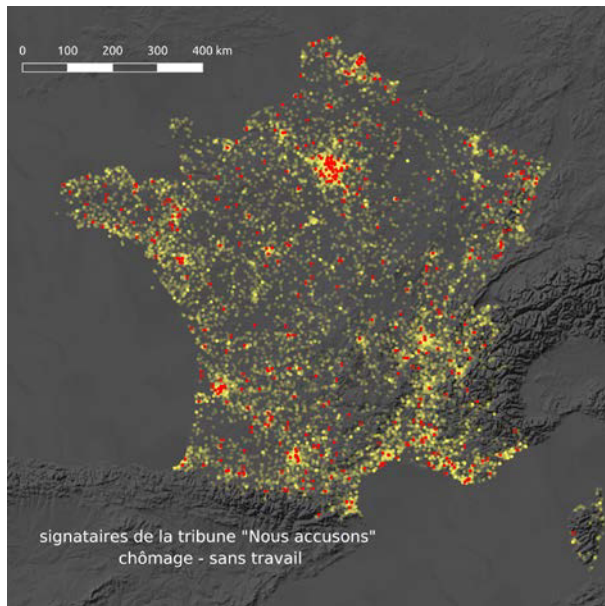 0 100 200 300 400 km
signataires de la tribune "Nous accusons"
chômage - sans travail